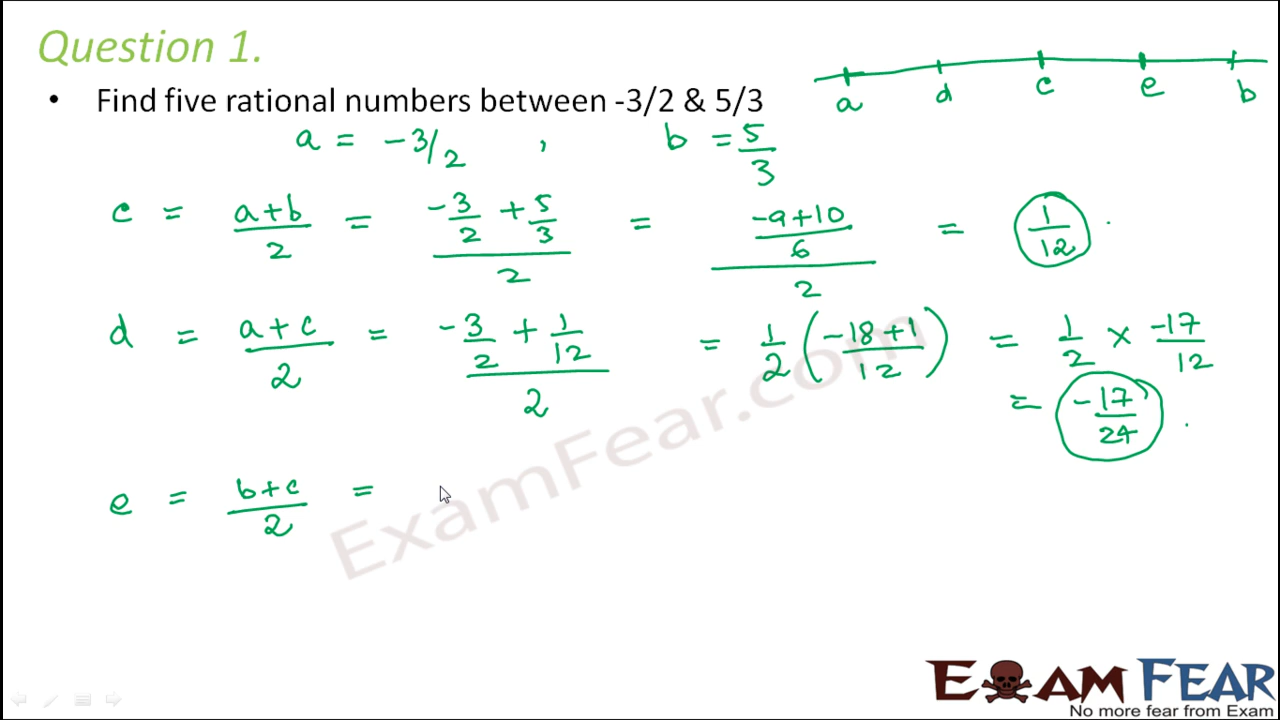 Question 1.
• Find five rational numbers between -3/2 & 5/3
a d c e b
a = -3/2 , b = 5/3
c = (a+b)/2 = (-3/2 + 5/3)/2 = ((-9+10)/6)/2 = 1/12
d = (a+c)/2 = (-3/2 + 1/12)/2 = 1/2 ((-18+1)/12) = 1/2 × -17/12
= -17/24
e = (b+c)/2 =
ExamFear.com
EXAM FEAR
No more fear from Exam